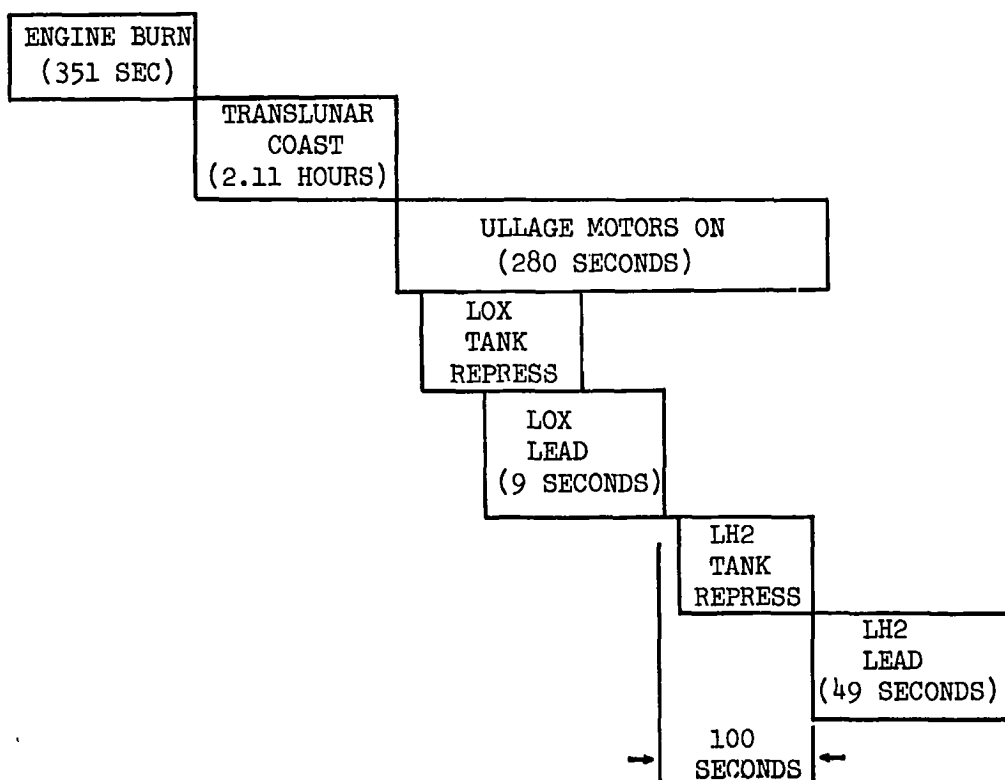 ENGINE BURN
(351 SEC)
TRANSLUNAR
COAST
(2.11 HOURS)
ULLAGE MOTORS ON
(280 SECONDS)
LOX
TANK
REPRESS
LOX
LEAD
(9 SECONDS)
LH2
TANK
REPRESS
LH2
LEAD
(49 SECONDS)
100
SECONDS